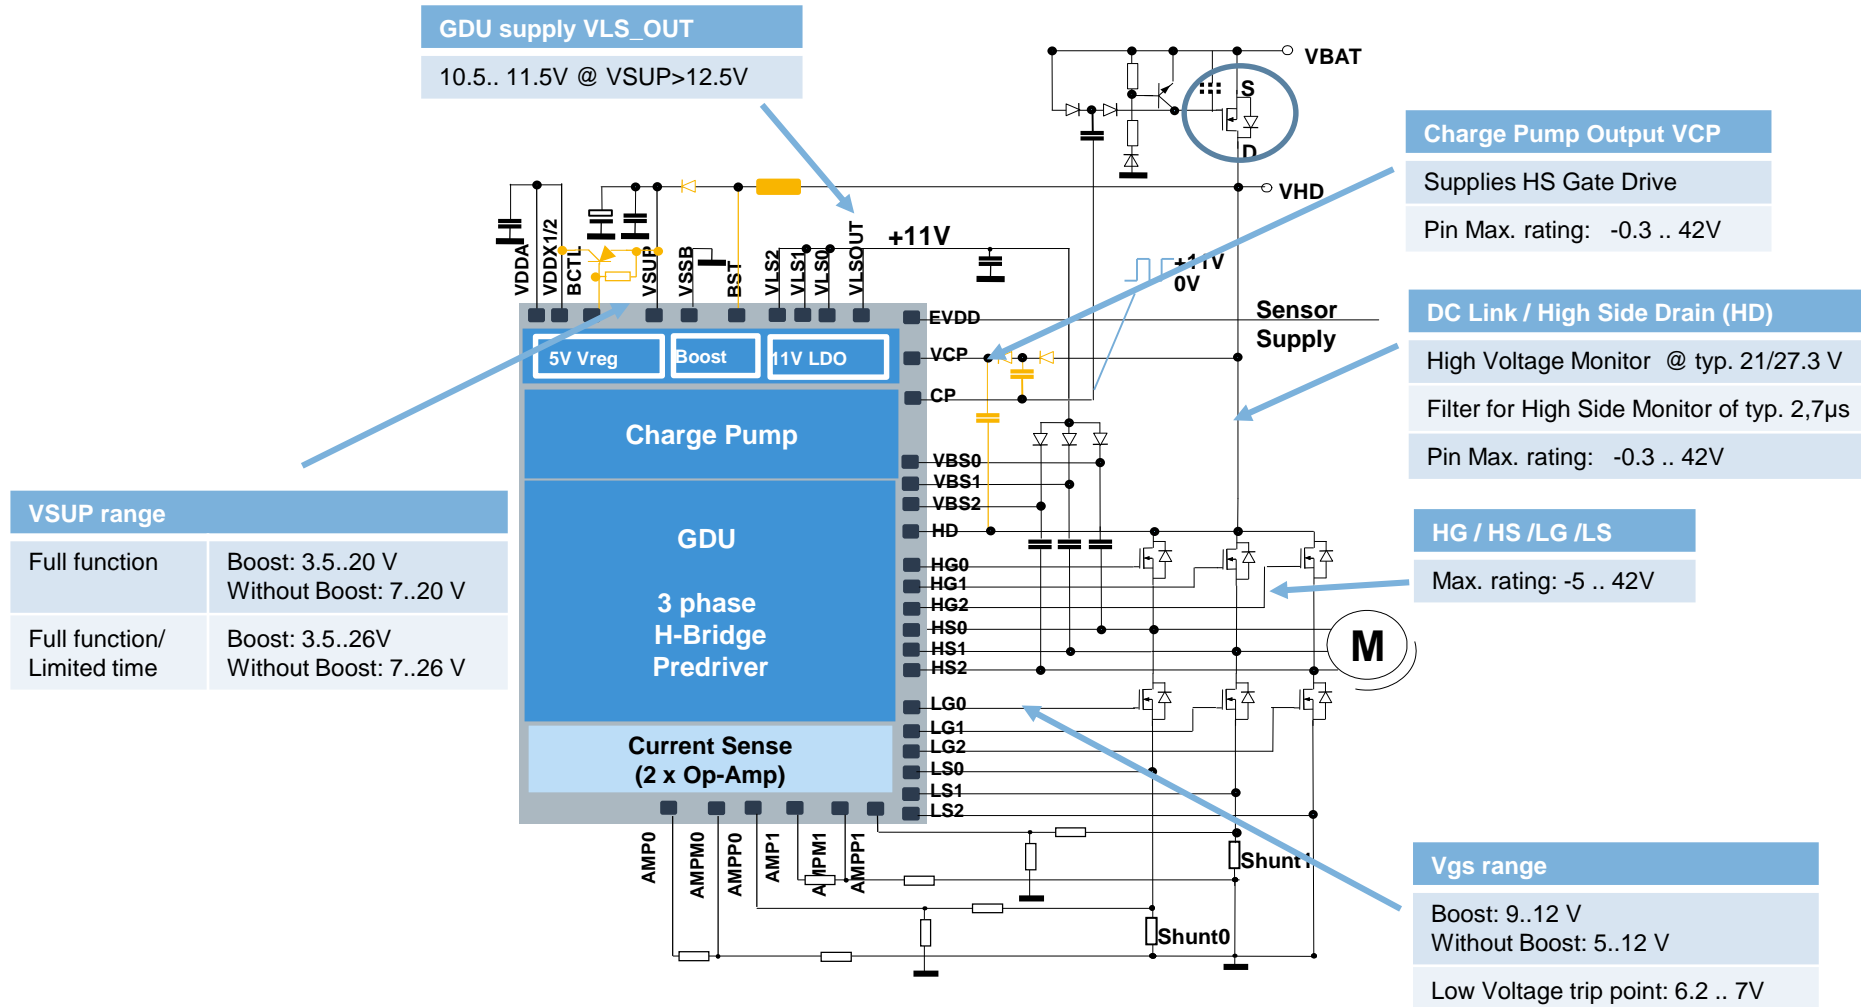 GDU supply VLS_OUT
10.5.. 11.5V @ VSUP>12.5V
VBAT
S
D
VHD
Charge Pump Output VCP
Supplies HS Gate Drive
Pin Max. rating: -0.3 .. 42V
VDDA
VDDX1/2
BCTL
VSUP
VSSB
BST
VLS2
VLS1
VLS0
VLSOUT
+11V
+11V
0V
EVDD
Sensor
Supply
DC Link / High Side Drain (HD)
High Voltage Monitor @ typ. 21/27.3 V
Filter for High Side Monitor of typ. 2,7µs
Pin Max. rating: -0.3 .. 42V
5V Vreg
Boost
11V LDO
VCP
CP
Charge Pump
VBS0
VBS1
VBS2
HD
VSUP range
Full function
Boost: 3.5..20 V
Without Boost: 7..20 V
Full function/
Limited time
Boost: 3.5..26V
Without Boost: 7..26 V
GDU
3 phase
H-Bridge
Predriver
HG0
HG1
HG2
HS0
HS1
HS2
HG / HS /LG /LS
Max. rating: -5 .. 42V
M
LG0
LG1
LG2
LS0
LS1
LS2
Current Sense
(2 x Op-Amp)
AMP0
AMPM0
AMPP0
AMP1
AMPM1
AMPP1
Shunt1
Shunt0
Vgs range
Boost: 9..12 V
Without Boost: 5..12 V
Low Voltage trip point: 6.2 .. 7V